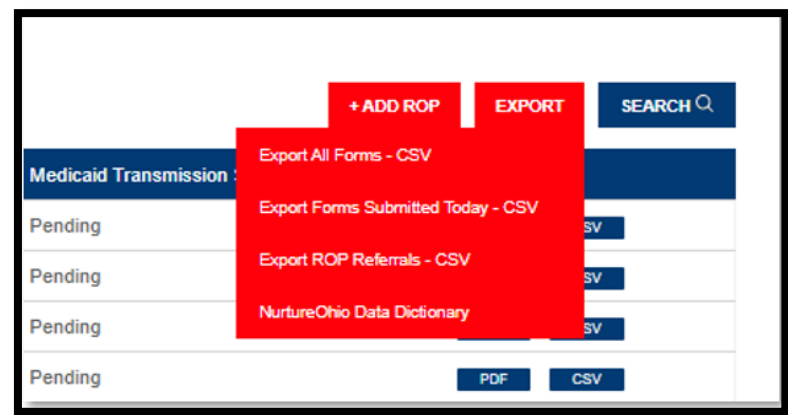 + ADD ROP EXPORT SEARCH
Export All Forms - CSV
Medicaid Transmission
Export Forms Submitted Today - CSV
Pending
Export ROP Referrals - CSV
Pending
NurtureOhio Data Dictionary
Pending
Pending PDF CSV